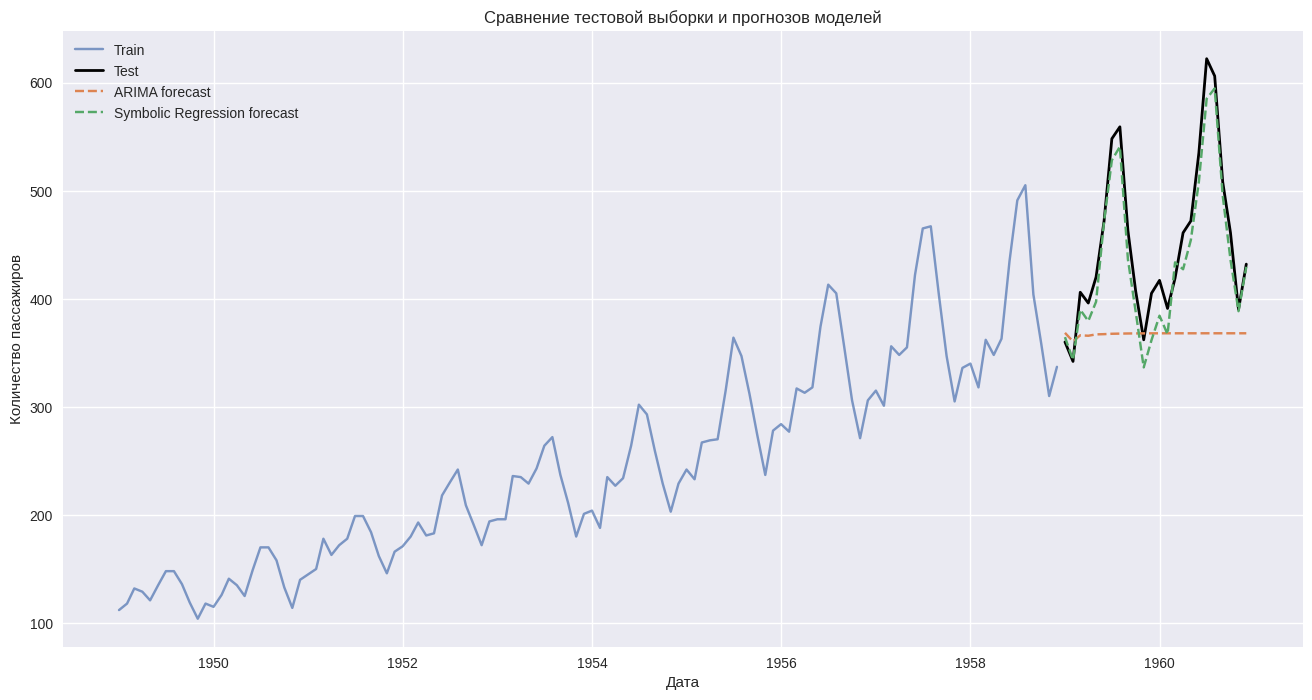 Сравнение тестовой выборки и прогнозов моделей
Train
Test
ARIMA forecast
Symbolic Regression forecast
Количество пассажиров
600
500
400
300
200
100
1950
1952
1954
1956
1958
1960
Дата